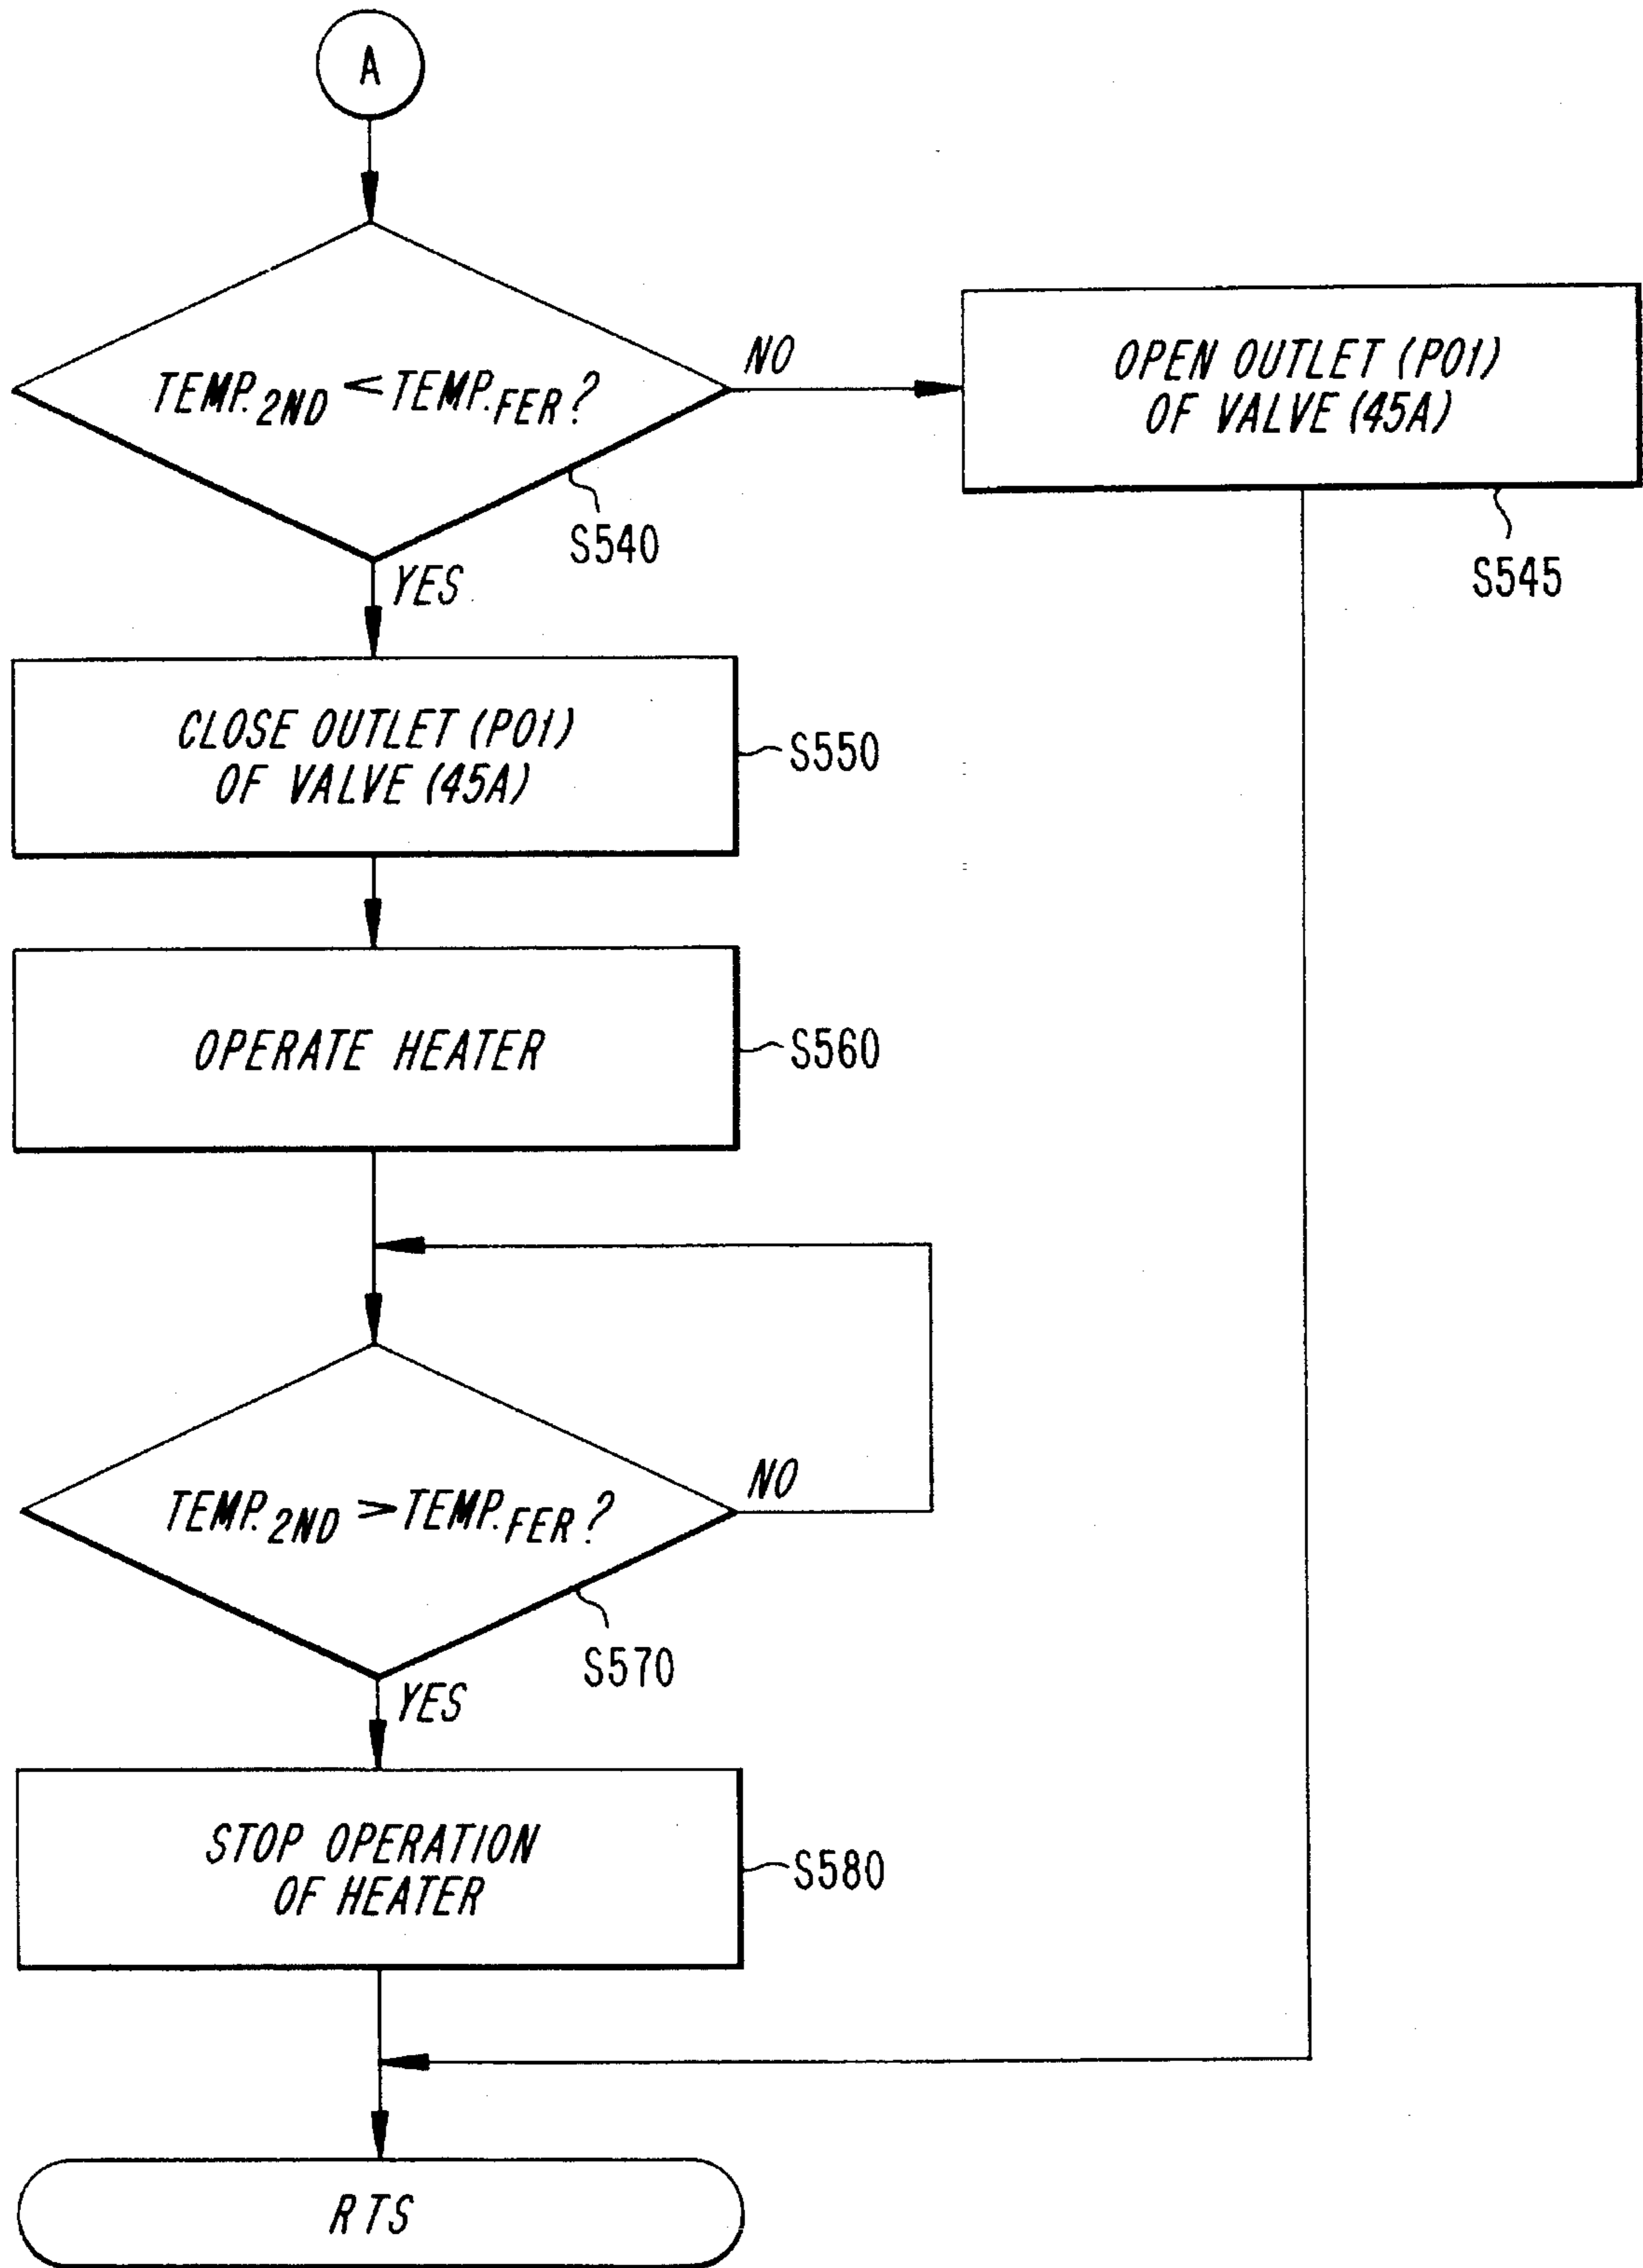 A
TEMP.2ND < TEMP.FER?
NO
OPEN OUTLET (P01)
OF VALVE (45A)
S540
S545
YES
CLOSE OUTLET (P01)
OF VALVE (45A)
S550
OPERATE HEATER
S560
TEMP.2ND > TEMP.FER?
NO
S570
YES
STOP OPERATION
OF HEATER
S580
RTS